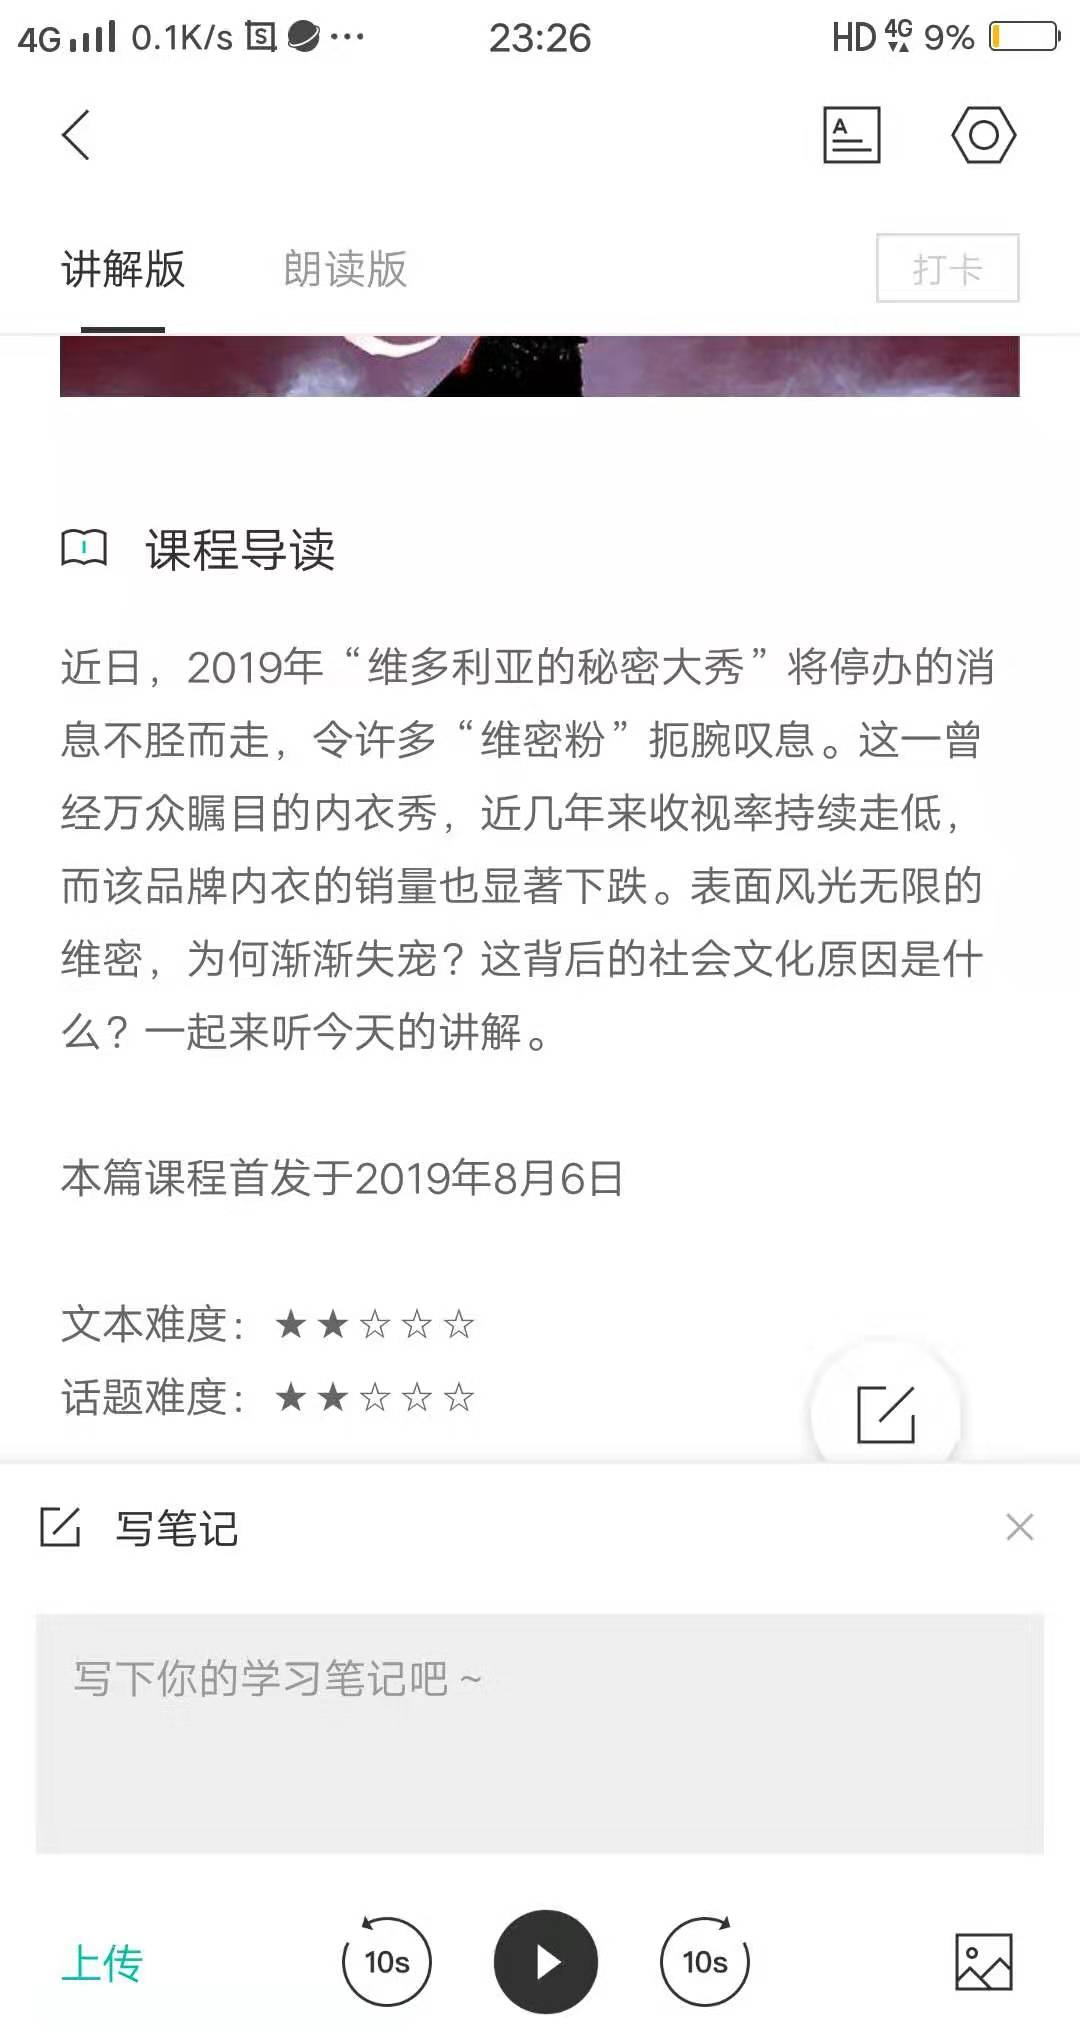 4G 0.1K/s ... 23:26 HD 4G 9%
A
讲解版 朗读版 打卡
课程导读
近日，2019年“维多利亚的秘密大秀”将停办的消
息不胫而走，令许多“维密粉”扼腕叹息。这一曾
经万众瞩目的内衣秀，近几年来收视率持续走低，
而该品牌内衣的销量也显著下跌。表面风光无限的
维密，为何渐渐失宠？这背后的社会文化原因是什
么？一起来听今天的讲解。
本篇课程首发于2019年8月6日
文本难度：★★☆☆☆
话题难度：★★☆☆☆
写笔记
写下你的学习笔记吧~
上传 10s 10s